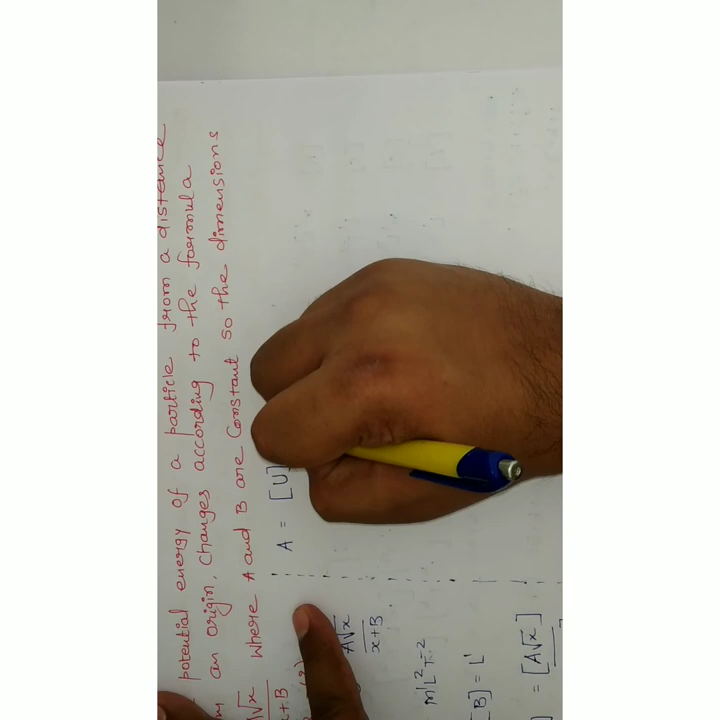 potential energy of a particle from a distance
an origin, changes according to the formula
A√x
x+B where A and B are Constant so the dimensions
A√x
x+B
M¹L²T⁻²
B] = L¹
= [A√x]
A = [U]